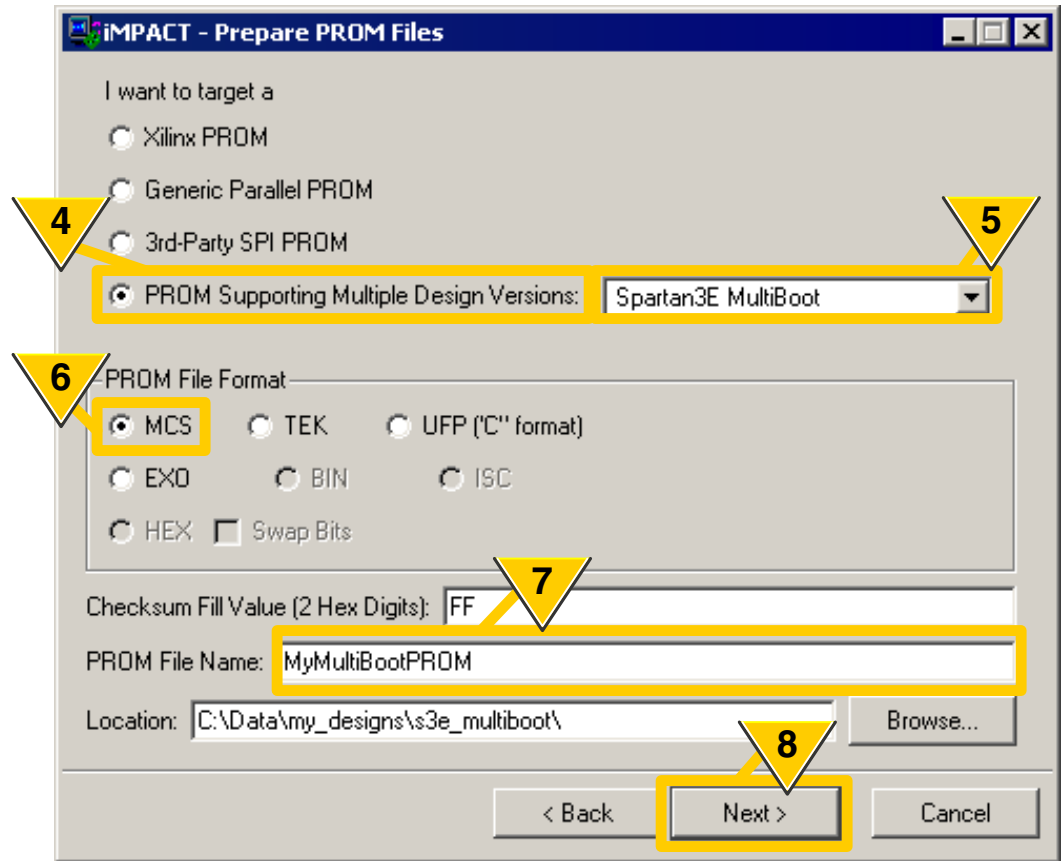 iMPACT - Prepare PROM Files
I want to target a
Xilinx PROM
Generic Parallel PROM
4
3rd-Party SPI PROM
5
PROM Supporting Multiple Design Versions: Spartan3E MultiBoot
6
PROM File Format
MCS TEK UFP ("C" format)
EXO BIN ISC
HEX Swap Bits
7
Checksum Fill Value (2 Hex Digits): FF
PROM File Name: MyMultiBootPROM
Location: C:\Data\my_designs\s3e_multiboot\ Browse...
8
< Back Next > Cancel